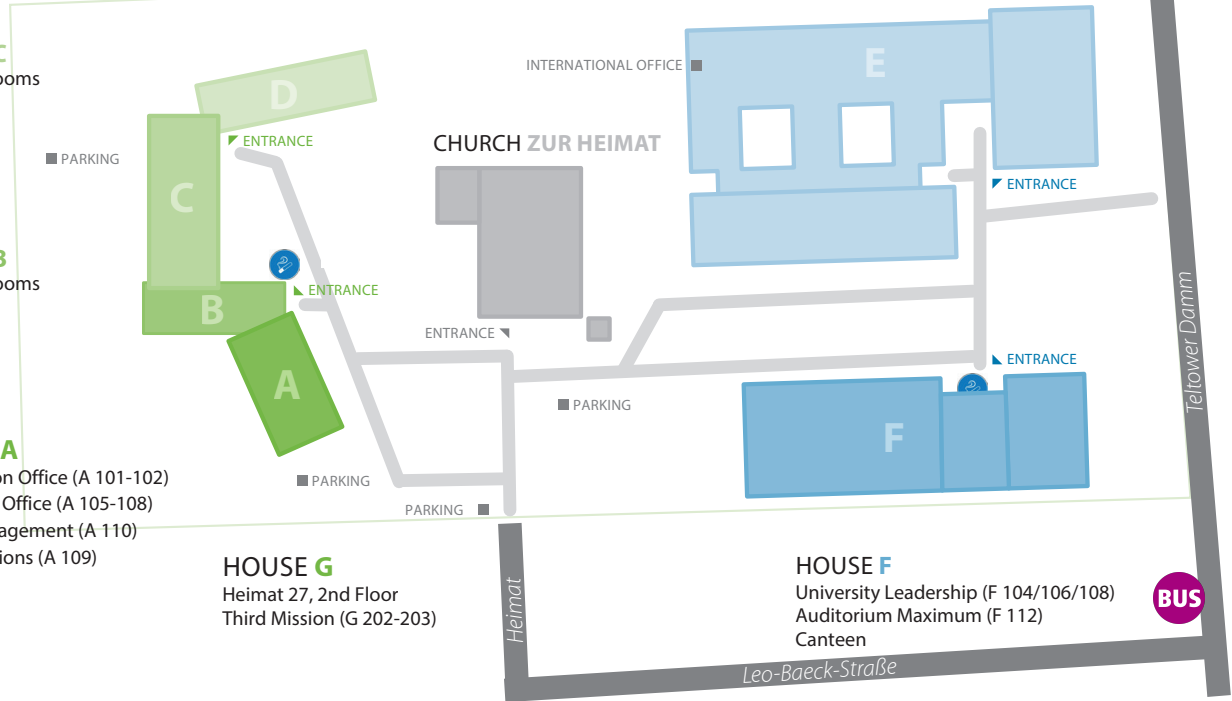 C
D
E
INTERNATIONAL OFFICE
ENTRANCE
CHURCH ZUR HEIMAT
PARKING
C
ENTRANCE
B
ENTRANCE
B
ENTRANCE
ENTRANCE
Teltower Damm
A
PARKING
F
A
on Office (A 101-102)
Office (A 105-108)
agement (A 110)
ions (A 109)
PARKING
PARKING
HOUSE G
Heimat 27, 2nd Floor
Third Mission (G 202-203)
Heimat
HOUSE F
University Leadership (F 104/106/108)
Auditorium Maximum (F 112)
Canteen
BUS
Leo-Baeck-Straße